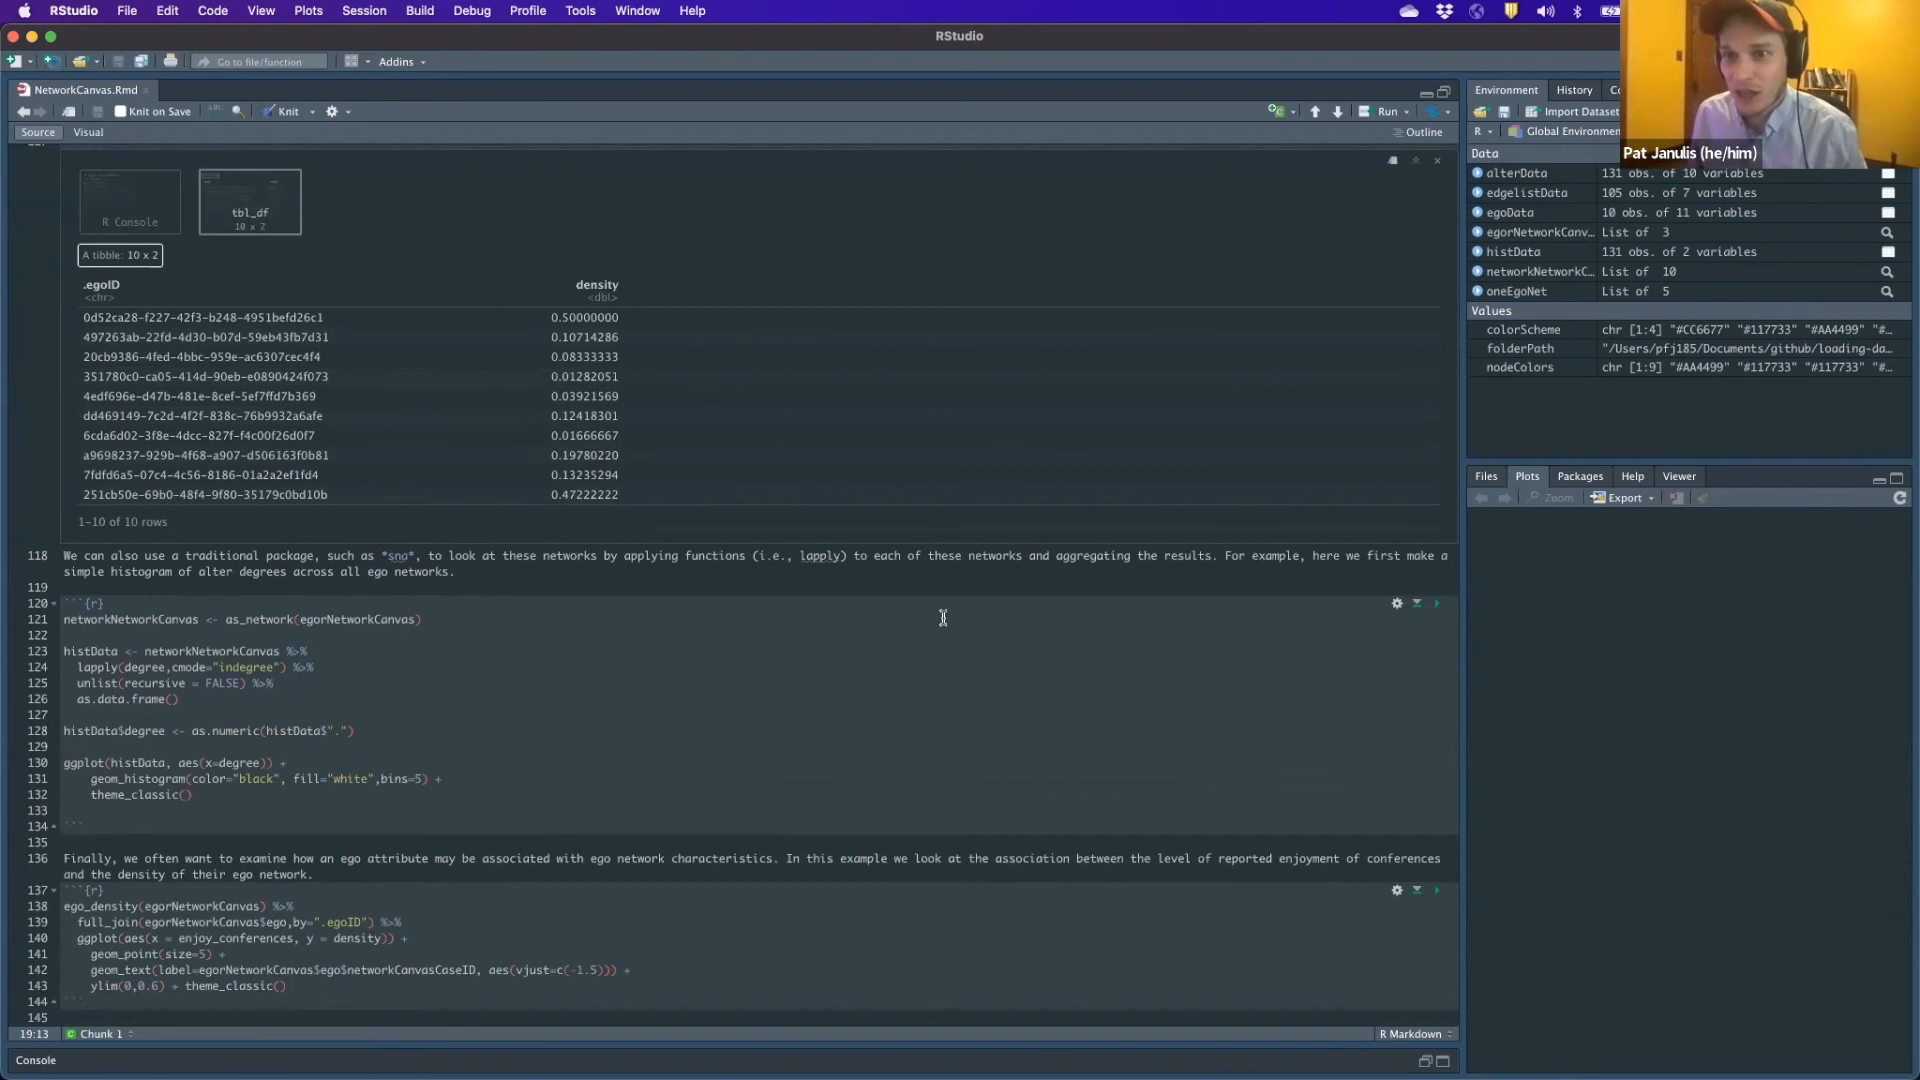 RStudio File Edit Code View Plots Session Build Debug Profile Tools Window Help
RStudio
Go to file/function Addins
NetworkCanvas.Rmd
Knit on Save ABC Knit Run
Source Visual Outline
R Console
tbl_df
10 x 2
A tibble: 10 x 2
.egoID density
<chr> <dbl>
0d52ca28-f227-42f3-b248-4951befd26c1 0.50000000
497263ab-22fd-4d30-b07d-59eb43fb7d31 0.10714286
20cb9386-4fed-4bbc-959e-ac6307cec4f4 0.08333333
351780c0-ca05-414d-90eb-e0890424f073 0.01282051
4edf696e-d47b-481e-8cef-5ef7ffd7b369 0.03921569
dd469149-7c2d-4f2f-838c-76b9932a6afe 0.12418301
6cda6d02-3f8e-4dcc-827f-f4c00f26d0f7 0.01666667
a9698237-929b-4f68-a907-d506163f0b81 0.19780220
7fdfd6a5-07c4-4c56-8186-01a2a2ef1fd4 0.13235294
251cb50e-69b0-48f4-9f80-35179c0bd10b 0.47222222
1-10 of 10 rows
118 We can also use a traditional package, such as *sna*, to look at these networks by applying functions (i.e., lapply) to each of these networks and aggregating the results. For example, here we first make a
simple histogram of alter degrees across all ego networks.
119
120 ```{r}
121 networkNetworkCanvas <- as_network(egorNetworkCanvas)
122
123 histData <- networkNetworkCanvas %>%
124 lapply(degree,cmode="indegree") %>%
125 unlist(recursive = FALSE) %>%
126 as.data.frame()
127
128 histData$degree <- as.numeric(histData$".")
129
130 ggplot(histData, aes(x=degree)) +
131 geom_histogram(color="black", fill="white",bins=5) +
132 theme_classic()
133
134 ```
135
136 Finally, we often want to examine how an ego attribute may be associated with ego network characteristics. In this example we look at the association between the level of reported enjoyment of conferences
and the density of their ego network.
137 ```{r}
138 ego_density(egorNetworkCanvas) %>%
139 full_join(egorNetworkCanvas$ego,by=".egoID") %>%
140 ggplot(aes(x = enjoy_conferences, y = density)) +
141 geom_point(size=5) +
142 geom_text(label=egorNetworkCanvas$ego$networkCanvasCaseID, aes(vjust=c(-1.5))) +
143 ylim(0,0.6) + theme_classic()
144 ```
145
19:13 Chunk 1 R Markdown
Console
Environment History Co
Import Dataset
R Global Environmen
Pat Janulis (he/him)
Data
alterData 131 obs. of 10 variables
edgelistData 105 obs. of 7 variables
egoData 10 obs. of 11 variables
egorNetworkCanv… List of 3
histData 131 obs. of 2 variables
networkNetworkC… List of 10
oneEgoNet List of 5
Values
colorScheme chr [1:4] "#CC6677" "#117733" "#AA4499" "#…
folderPath "/Users/pfj185/Documents/github/loading-da…
nodeColors chr [1:9] "#AA4499" "#117733" "#117733" "#…
Files Plots Packages Help Viewer
Zoom Export